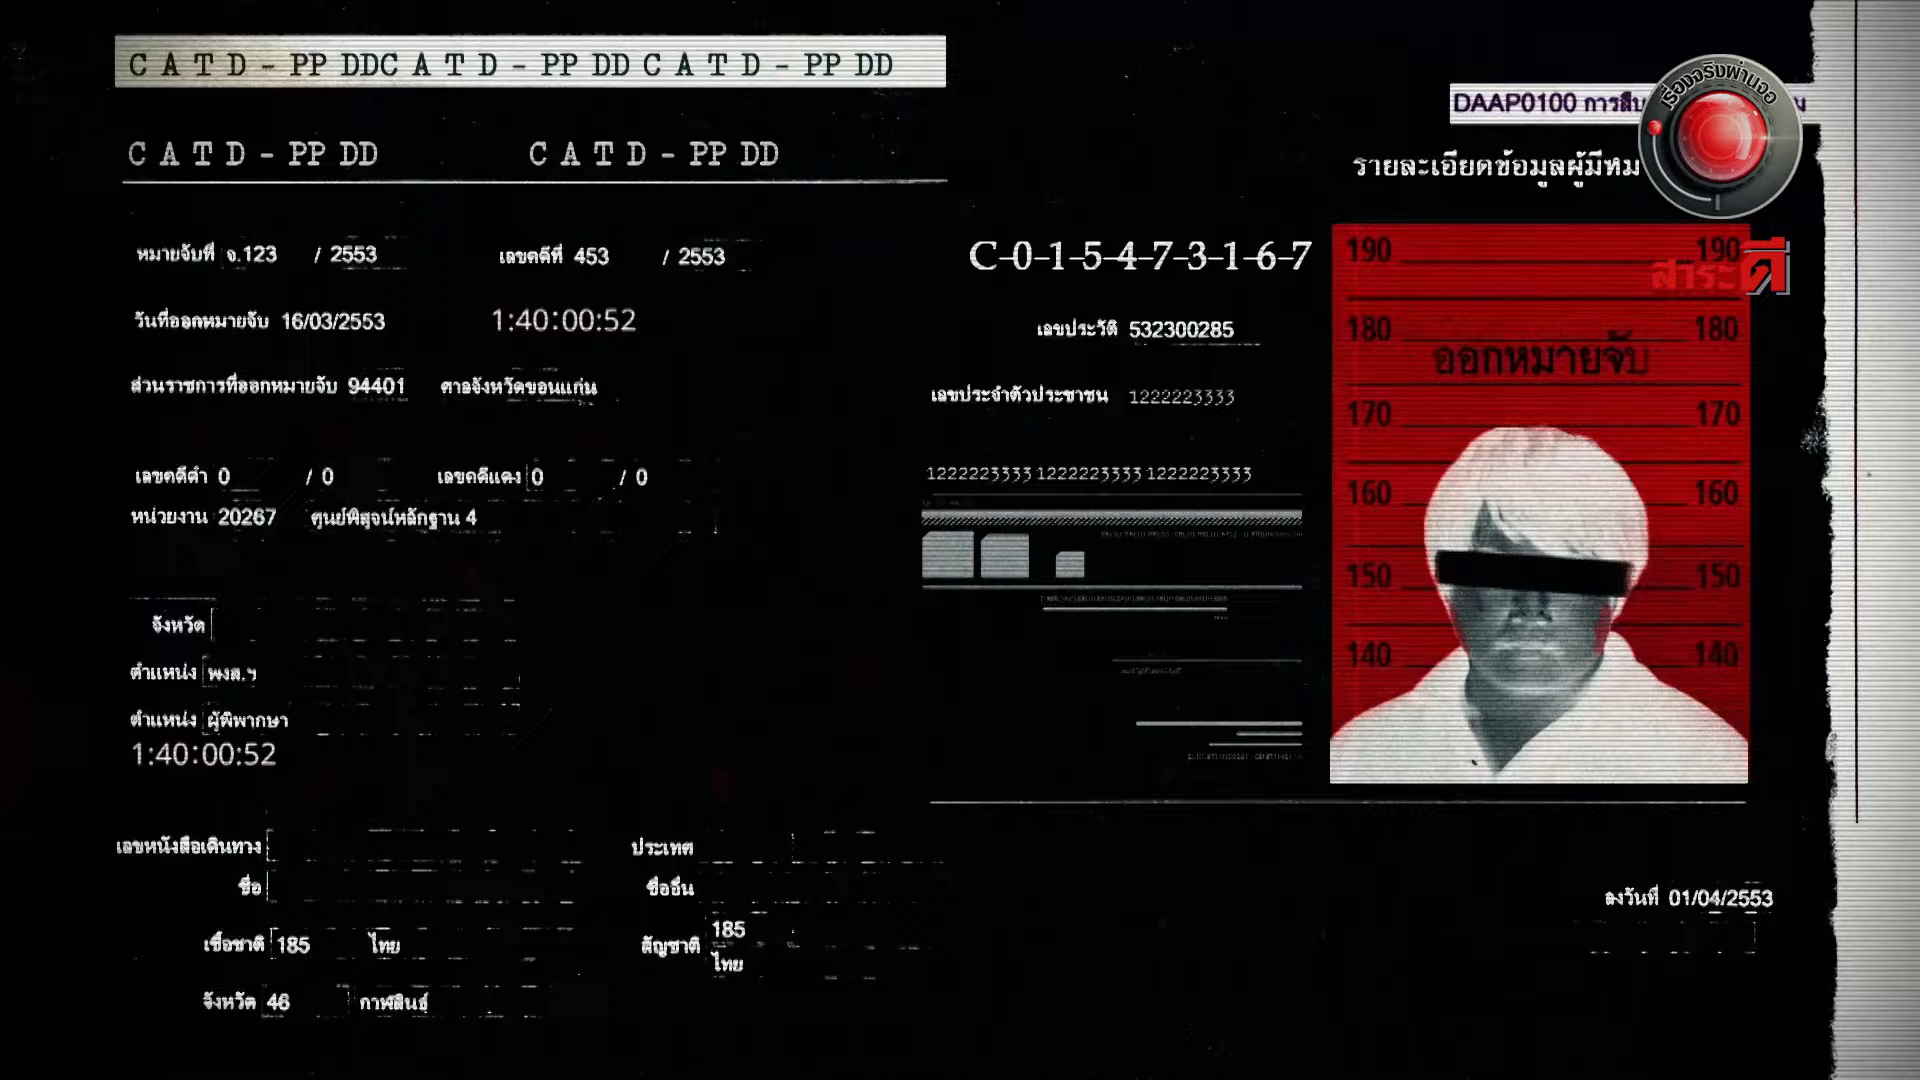 CATD-PPDDCATD-PPDDCATD-PPDD
CATD-PPDD CATD-PPDD
DAAP0100 การสืบ
เรื่องจริงผ่านจอ
รายละเอียดข้อมูลผู้มีหม
หมายจับที่ จ.123 / 2553 เลขคดีที่ 453 / 2553
C-0-1-5-4-7-3-1-6-7
วันที่ออกหมายจับ 16/03/2553 1:40:00:52
เลขประวัติ 532300285
ส่วนราชการที่ออกหมายจับ 94401 ศาลจังหวัดขอนแก่น
เลขประจำตัวประชาชน 1222223333
เลขคดีดำ 0 / 0 เลขคดีแดง 0 / 0
1222223333 1222223333 1222223333
หน่วยงาน 20267 ศูนย์พิสูจน์หลักฐาน 4
จังหวัด
ตำแหน่ง พงส.ฯ
ตำแหน่ง ผู้พิพากษา
1:40:00:52
190 190
สาระดี
180 180
ออกหมายจับ
170 170
160 160
150 150
140 140
เลขหนังสือเดินทาง ประเทศ
ชื่อ ชื่ออื่น
ลงวันที่ 01/04/2553
เชื้อชาติ 185 ไทย สัญชาติ 185
ไทย
จังหวัด 46 กาฬสินธุ์